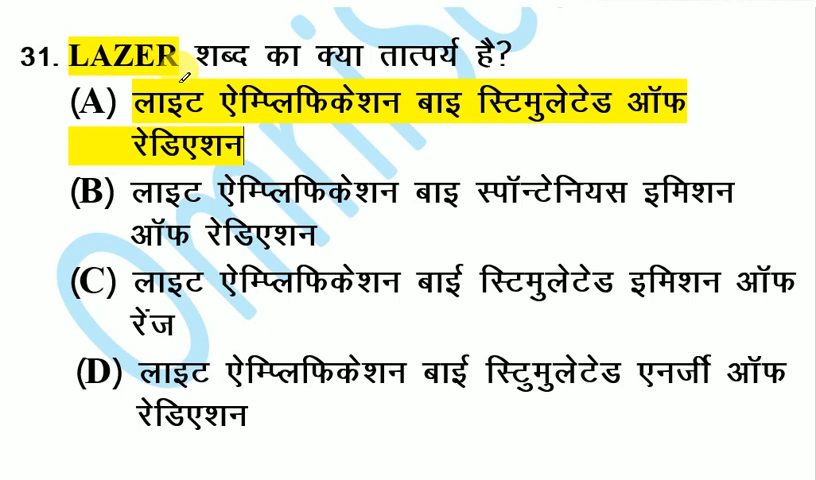 31. LAZER शब्द का क्या तात्पर्य है?
(A) लाइट ऐम्प्लिफिकेशन बाइ स्टिमुलेटेड ऑफ
रेडिएशन
(B) लाइट ऐम्प्लिफिकेशन बाइ स्पॉन्टेनियस इमिशन
ऑफ रेडिएशन
(C) लाइट ऐम्प्लिफिकेशन बाई स्टिमुलेटेड इमिशन ऑफ
रेंज
(D) लाइट ऐम्प्लिफिकेशन बाई स्टिुमुलेटेड एनर्जी ऑफ
रेडिएशन